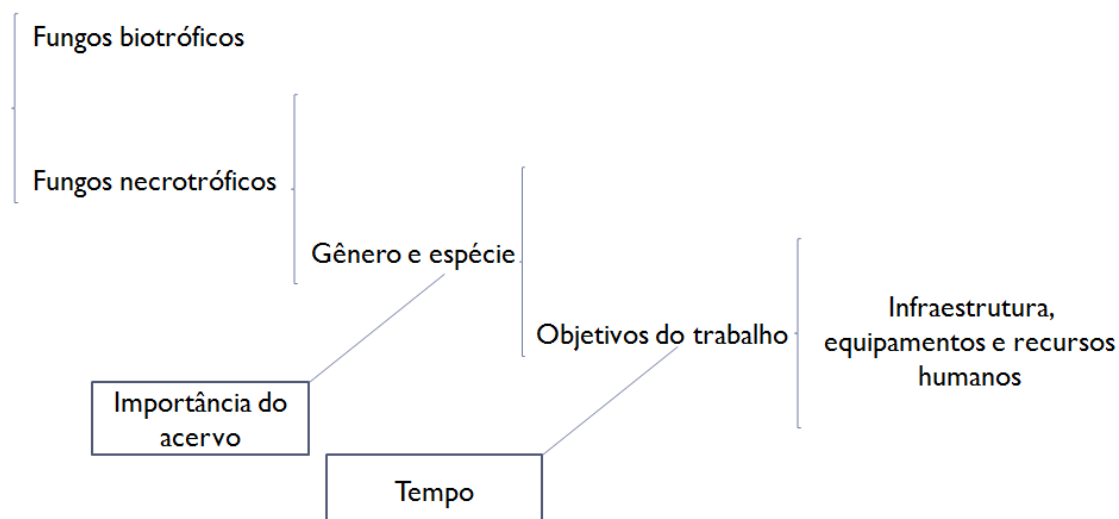 Fungos biotróficos
Fungos necrotróficos
Gênero e espécie
Objetivos do trabalho
Infraestrutura,
equipamentos e recursos
humanos
Importância do
acervo
Tempo